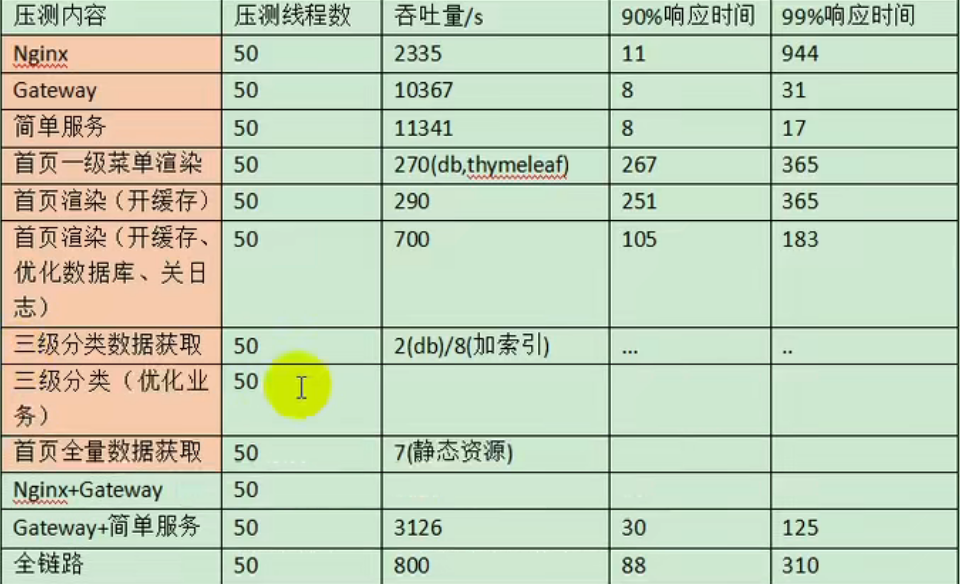 压测内容 压测线程数 吞吐量/s 90%响应时间 99%响应时间
Nginx 50 2335 11 944
Gateway 50 10367 8 31
简单服务 50 11341 8 17
首页一级菜单渲染 50 270(db,thymeleaf) 267 365
首页渲染（开缓存） 50 290 251 365
首页渲染（开缓存、 50 700 105 183
优化数据库、关日
志）
三级分类数据获取 50 2(db)/8(加索引) ... ..
三级分类（优化业 50
务）
首页全量数据获取 50 7(静态资源)
Nginx+Gateway 50
Gateway+简单服务 50 3126 30 125
全链路 50 800 88 310